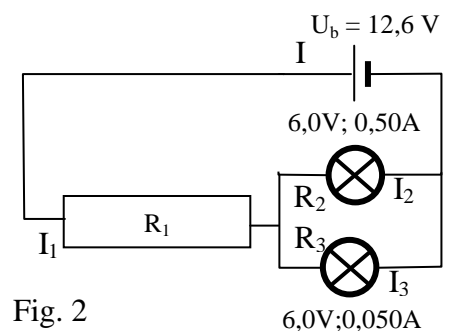 U_b = 12,6 V
I
6,0V; 0,50A
R_2
I_2
R_1
I_1
R_3
I_3
Fig. 2
6,0V;0,050A